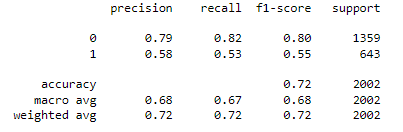 precision recall f1-score support
0 0.79 0.82 0.80 1359
1 0.58 0.53 0.55 643
accuracy 0.72 2002
macro avg 0.68 0.67 0.68 2002
weighted avg 0.72 0.72 0.72 2002